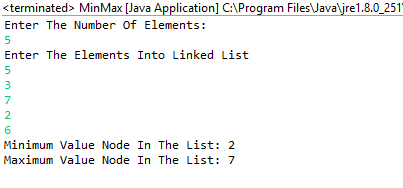 <terminated> MinMax [Java Application] C:\Program Files\Java\jre1.8.0_251\
Enter The Number Of Elements:
5
Enter The Elements Into Linked List
5
3
7
2
6
Minimum Value Node In The List: 2
Maximum Value Node In The List: 7